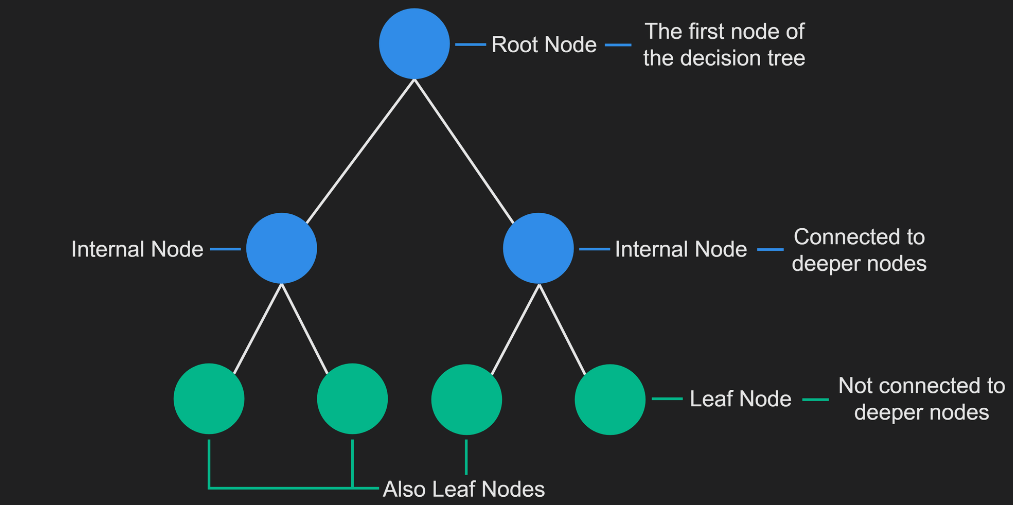 Root Node
The first node of
the decision tree
Internal Node
Internal Node
Connected to
deeper nodes
Leaf Node
Not connected to
deeper nodes
Also Leaf Nodes